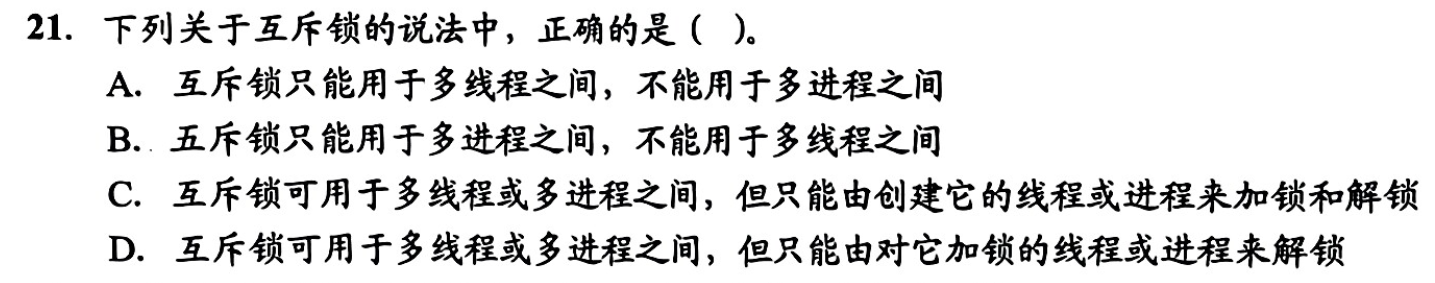 21. 下列关于互斥锁的说法中，正确的是（ ）。
A. 互斥锁只能用于多线程之间，不能用于多进程之间
B. 五斥锁只能用于多进程之间，不能用于多线程之间
C. 互斥锁可用于多线程或多进程之间，但只能由创建它的线程或进程来加锁和解锁
D. 互斥锁可用于多线程或多进程之间，但只能由对它加锁的线程或进程来解锁